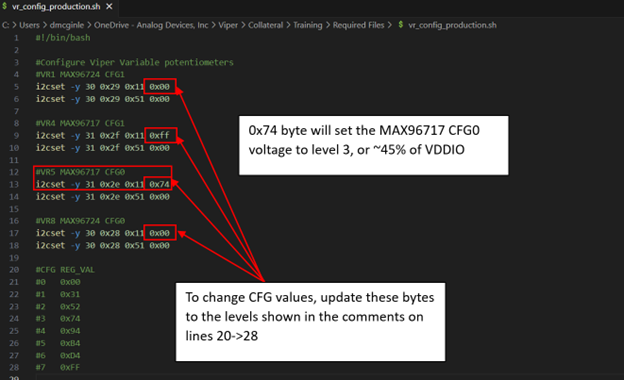 $ vr_config_production.sh ×
C: > Users > dmcginle > OneDrive - Analog Devices, Inc > Viper > Collateral > Training > Required Files > $ vr_config_production.sh
1 #!/bin/bash
2
3 #Configure Viper Variable potentiometers
4 #VR1 MAX96724 CFG1
5 i2cset -y 30 0x29 0x11 0x00
6 i2cset -y 30 0x29 0x51 0x00
7
8 #VR4 MAX96717 CFG1
9 i2cset -y 31 0x2f 0x11 0xff
10 i2cset -y 31 0x2f 0x51 0x00
11
12 #VR5 MAX96717 CFG0
13 i2cset -y 31 0x2e 0x11 0x74
14 i2cset -y 31 0x2e 0x51 0x00
15
16 #VR8 MAX96724 CFG0
17 i2cset -y 30 0x28 0x11 0x00
18 i2cset -y 30 0x28 0x51 0x00
19
20 #CFG REG_VAL
21 #0 0x00
22 #1 0x31
23 #2 0x52
24 #3 0x74
25 #4 0x94
26 #5 0xB4
27 #6 0xD4
28 #7 0xFF
29
0x74 byte will set the MAX96717 CFG0
voltage to level 3, or ~45% of VDDIO
To change CFG values, update these bytes
to the levels shown in the comments on
lines 20->28